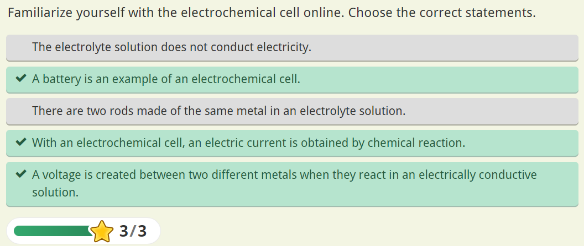 Familiarize yourself with the electrochemical cell online. Choose the correct statements.
The electrolyte solution does not conduct electricity.
A battery is an example of an electrochemical cell.
There are two rods made of the same metal in an electrolyte solution.
With an electrochemical cell, an electric current is obtained by chemical reaction.
A voltage is created between two different metals when they react in an electrically conductive
solution.
3/3